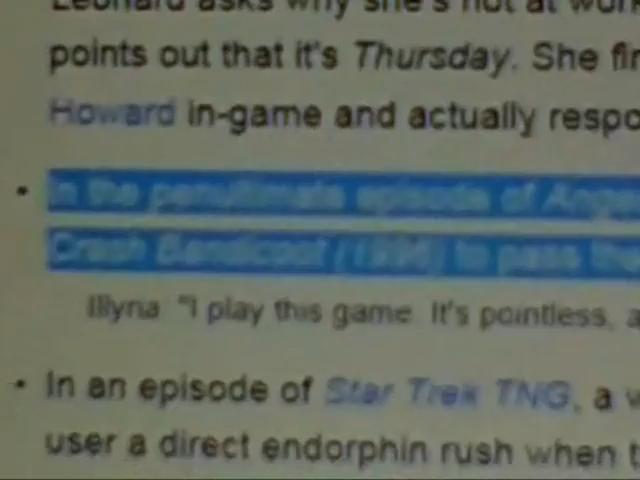 Leonard asks why she's not at work
points out that it's Thursday. She
Howard in-game and actually
• In the penultimate episode of
Crash Bandicoot (1996) to pass the
Illyria: "I play this game. It's pointless,
• In an episode of Star Trek TNG, a
user a direct endorphin rush when